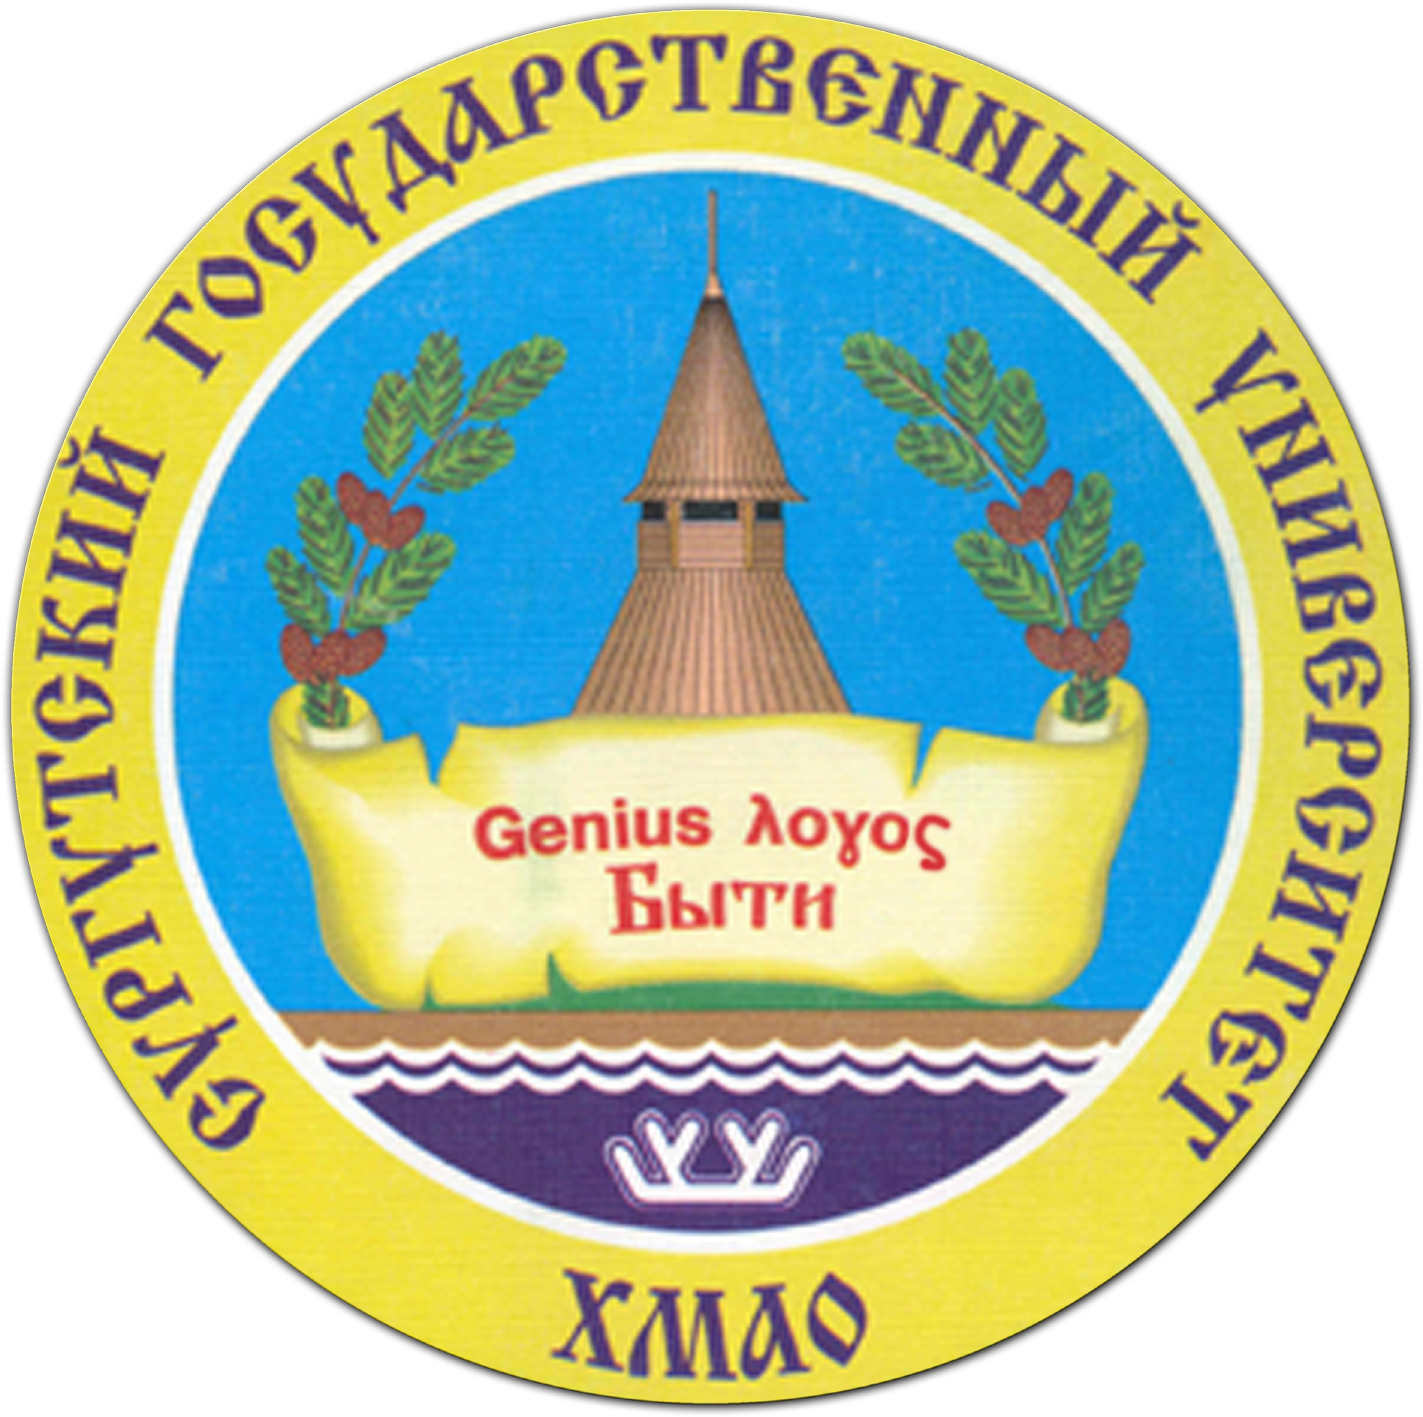 СУРГУТСКИЙ ГОСУДАРСТВЕННЫЙ УНИВЕРСИТЕТ
Genius λογος
Быти
ХМАО